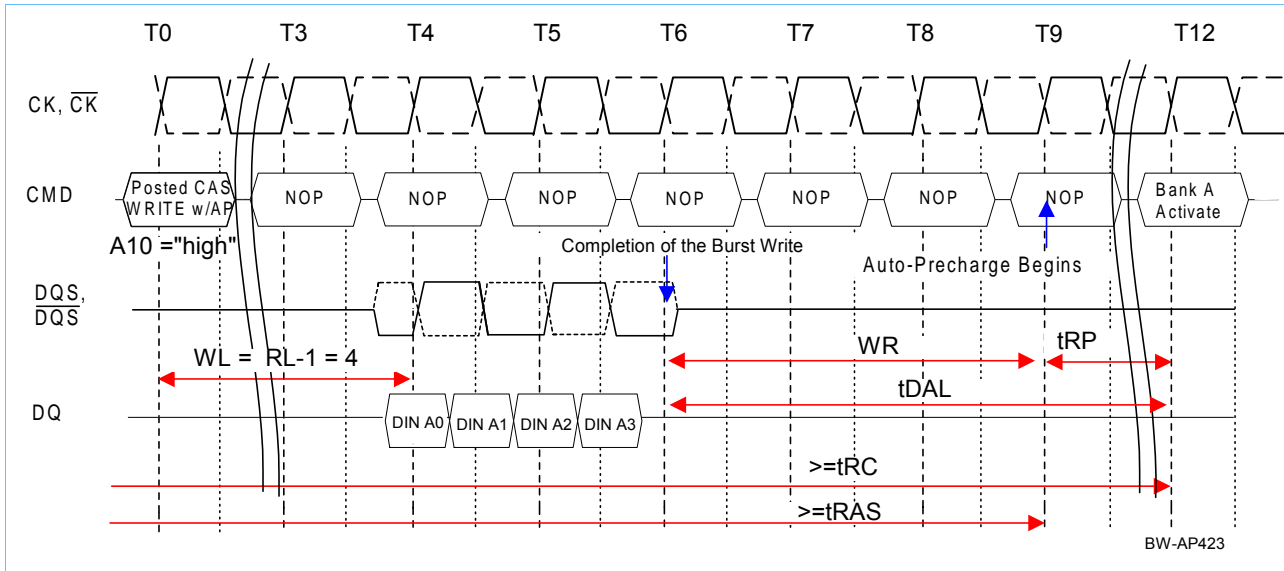 T0 T3 T4 T5 T6 T7 T8 T9 T12
CK, CK
CMD
Posted CAS
WRITE w/AP
NOP NOP NOP NOP NOP NOP NOP
Bank A
Activate
A10 ="high"
Completion of the Burst Write
Auto-Precharge Begins
DQS,
DQS
WL = RL-1 = 4
WR
tRP
tDAL
DQ
DIN A0 DIN A1 DIN A2 DIN A3
>=tRC
>=tRAS
BW-AP423